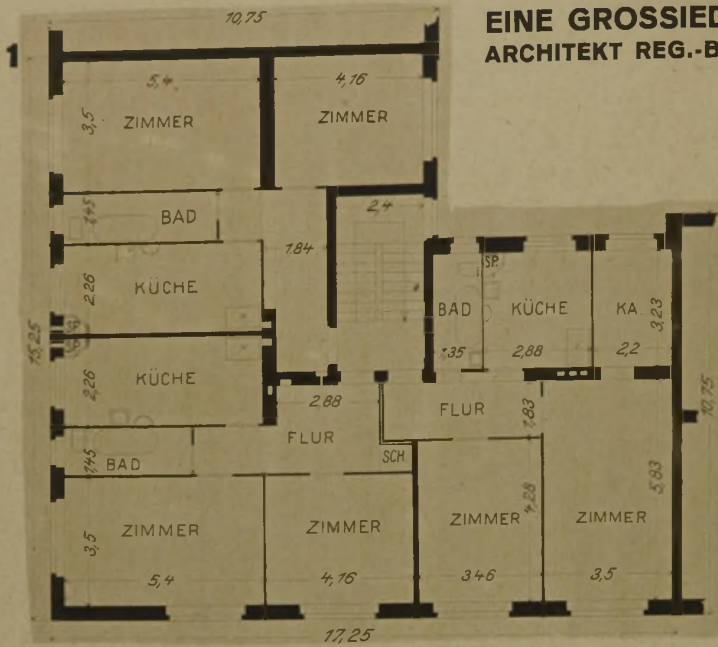 1
10,75
EINE GROSSIED
ARCHITEKT REG.-B
5,4
4,16
3,5
ZIMMER
ZIMMER
1,45
BAD
2,4
1.84
2,26
KÜCHE
BAD
SP.
KÜCHE
KA.
3,23
1,35
2,88
2,2
15,25
2,26
KÜCHE
2,88
FLUR
FLUR
1,83
10,75
1,45
BAD
SCH
3,5
ZIMMER
ZIMMER
ZIMMER
4,28
ZIMMER
5,83
5,4
4,16
3 46
3,5
17,25